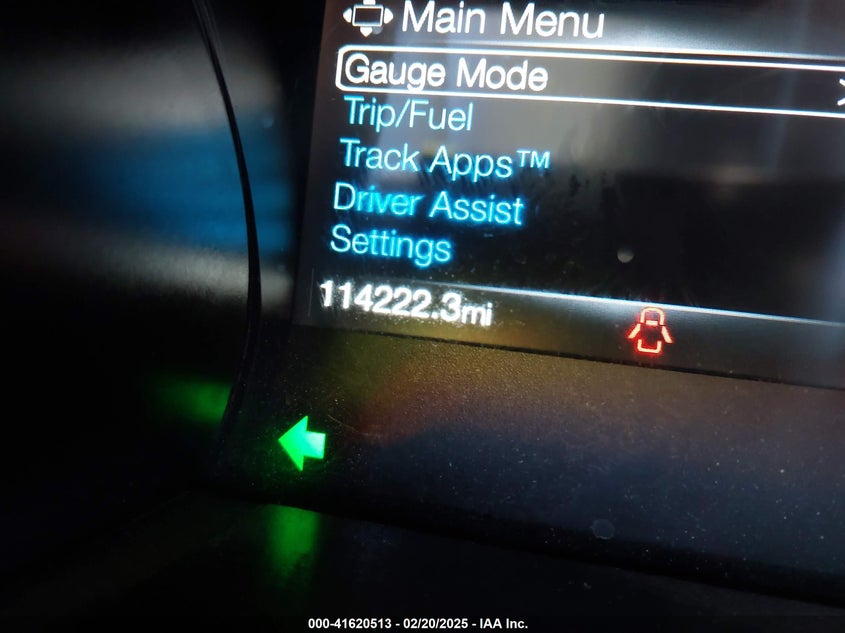 Main Menu
Gauge Mode
Trip/Fuel
Track Apps™
Driver Assist
Settings
114222.3mi
000-41620513 - 02/20/2025 - IAA Inc.